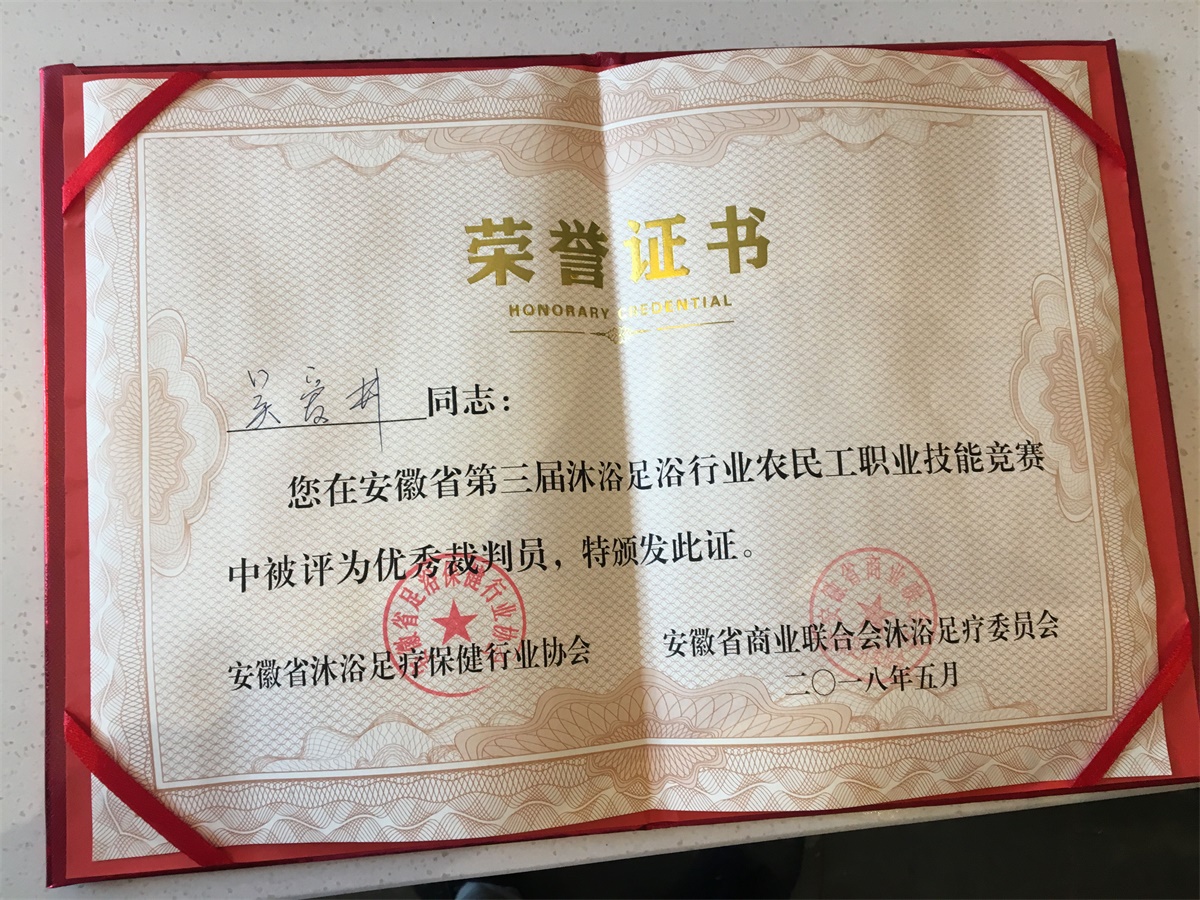 荣誉证书
HONORARY CREDENTIAL
吴爱井同志：
您在安徽省第三届沐浴足浴行业农民工职业技能竞赛
中被评为优秀裁判员，特颁发此证。
安徽省沐浴足疗保健行业协会
安徽省商业联合会沐浴足疗委员会
二〇一八年五月